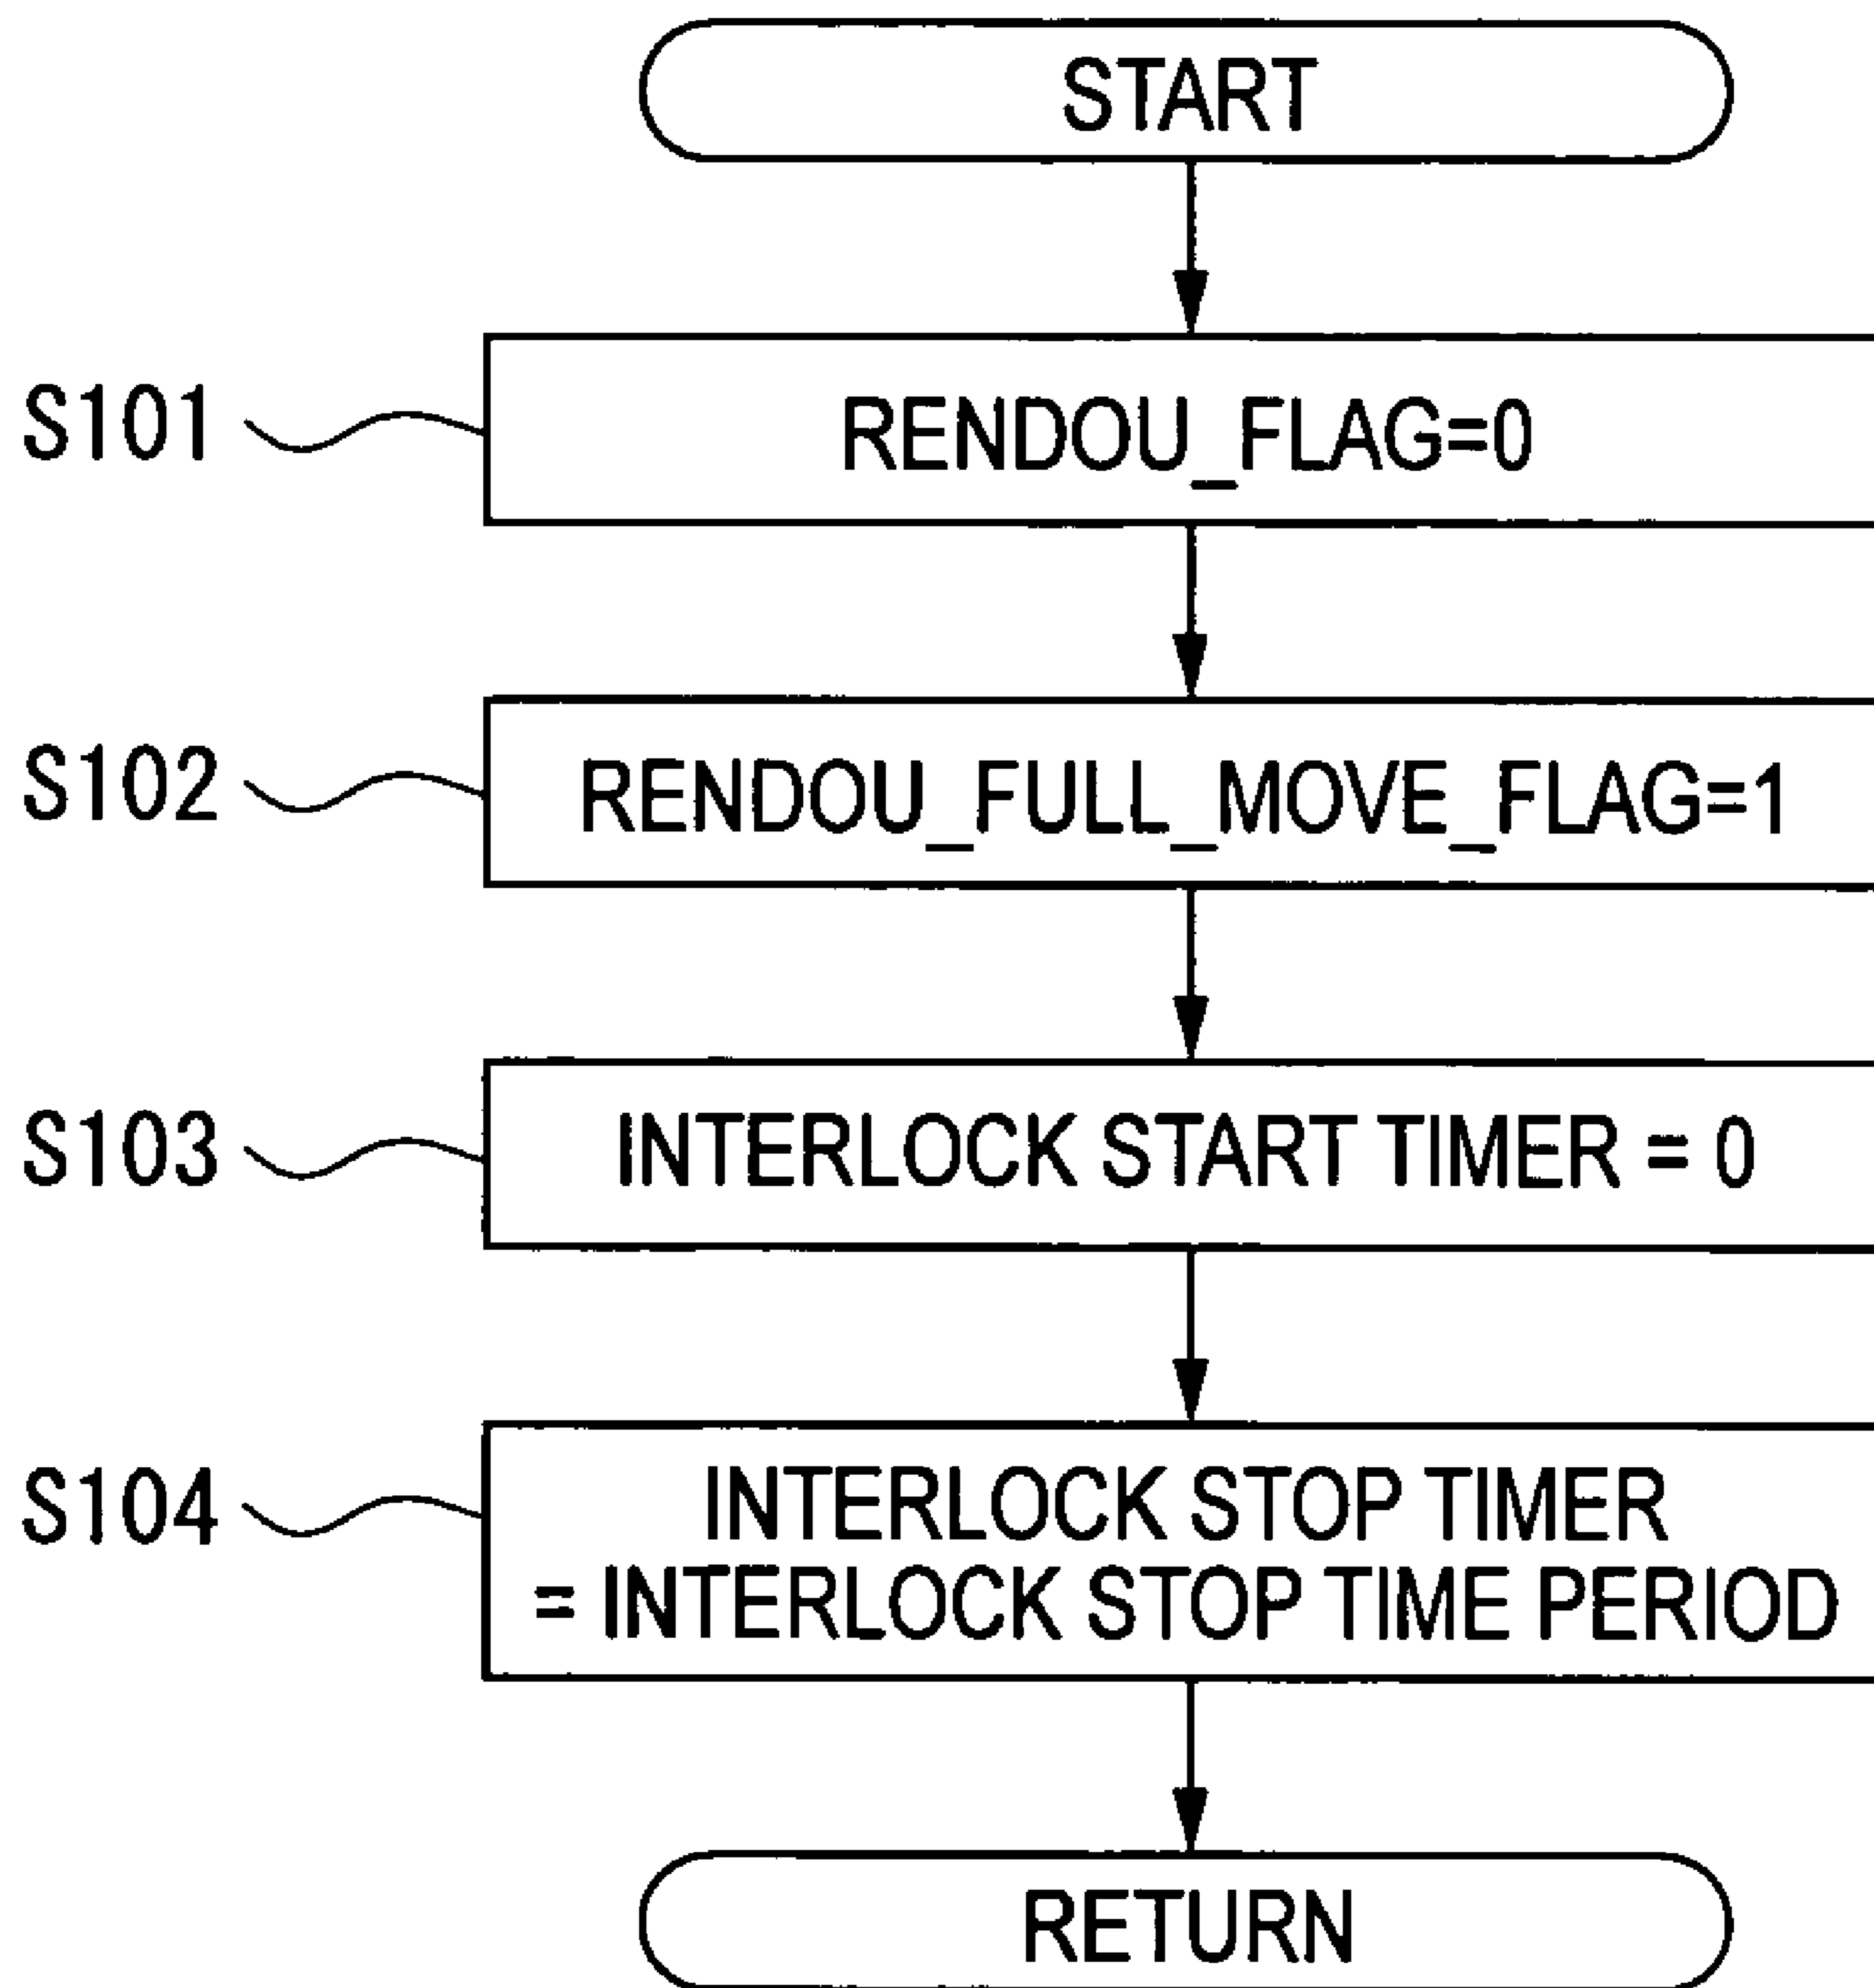 START
S101
RENDOU_FLAG=0
S102
RENDOU_FULL_MOVE_FLAG=1
S103
INTERLOCK START TIMER = 0
S104
INTERLOCK STOP TIMER
= INTERLOCK STOP TIME PERIOD
RETURN